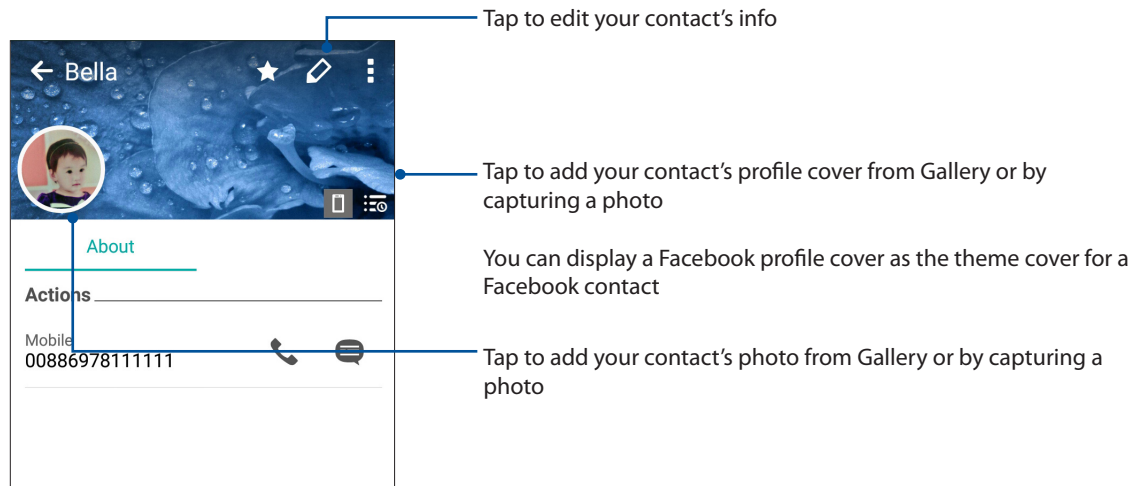 Tap to edit your contact’s info
Bella
Tap to add your contact’s profile cover from Gallery or by
capturing a photo
You can display a Facebook profile cover as the theme cover for a
Facebook contact
About
Actions
Mobile
00886978111111
Tap to add your contact’s photo from Gallery or by capturing a
photo